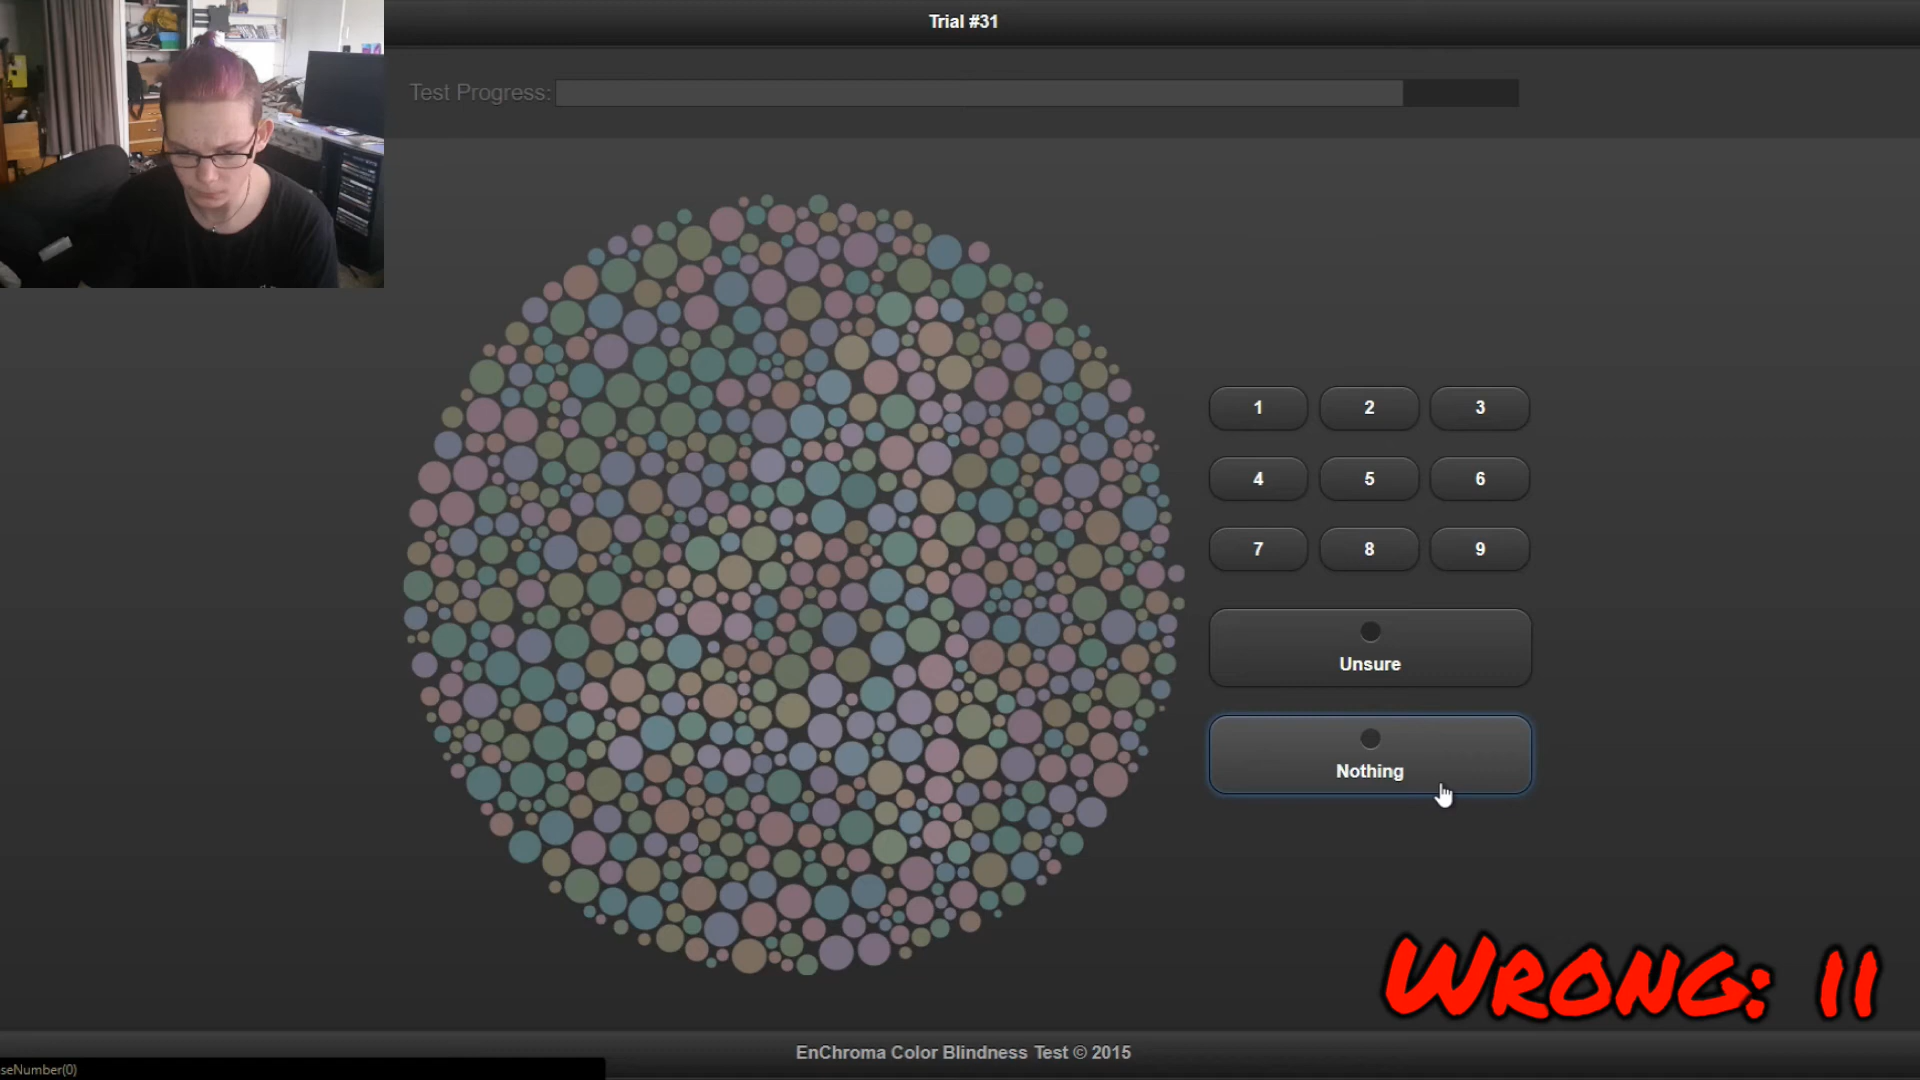 Trial #31
Test Progress:
1 2 3
4 5 6
7 8 9
Unsure
Nothing
Wrong: 11
EnChroma Color Blindness Test © 2015
seNumber(0)